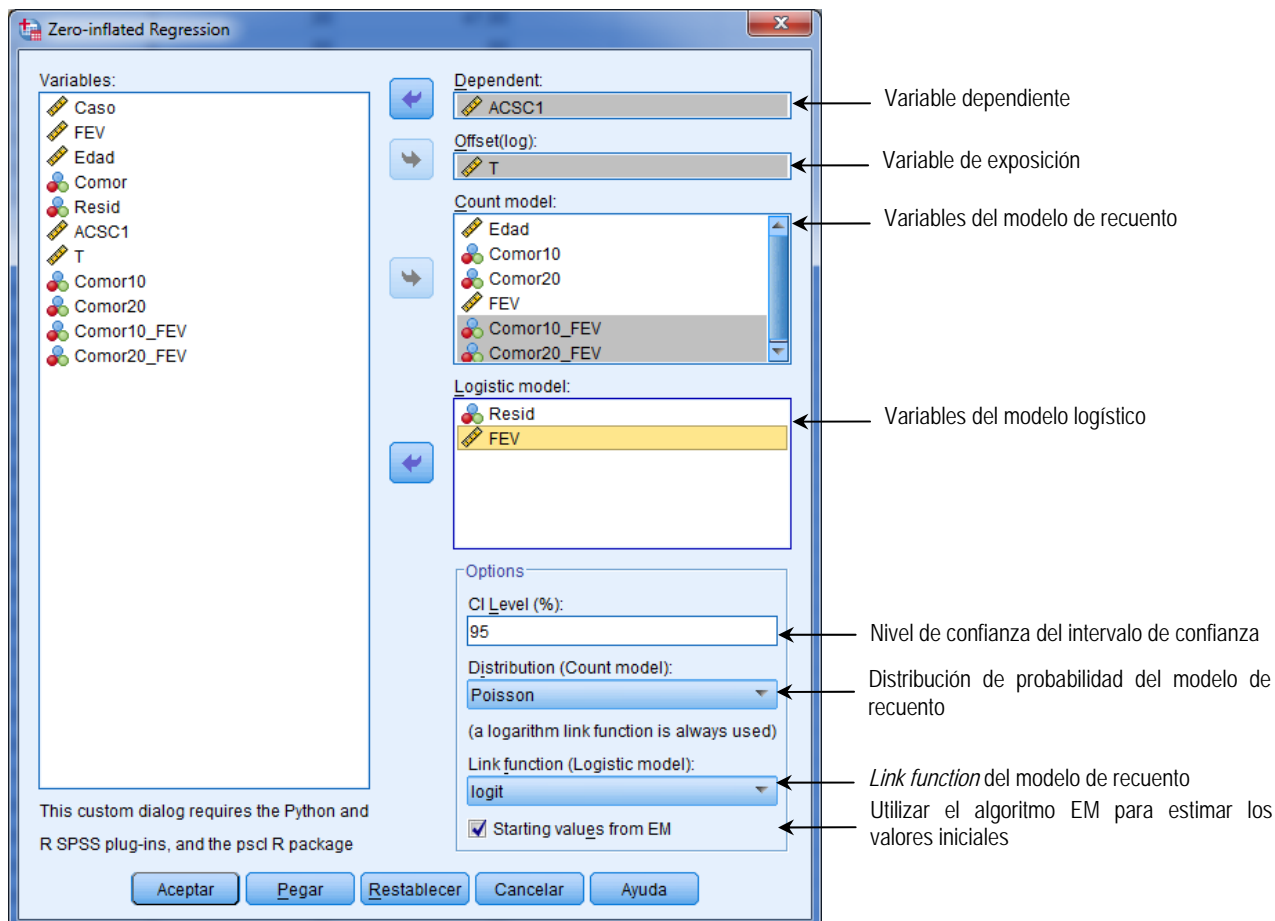 Zero-inflated Regression
Variables:
Caso
FEV
Edad
Comor
Resid
ACSC1
T
Comor10
Comor20
Comor10_FEV
Comor20_FEV
This custom dialog requires the Python and
R SPSS plug-ins, and the pscl R package
Dependent:
ACSC1
Offset(log):
T
Count model:
Edad
Comor10
Comor20
FEV
Comor10_FEV
Comor20_FEV
Logistic model:
Resid
FEV
Options
CI Level (%):
95
Distribution (Count model):
Poisson
(a logarithm link function is always used)
Link function (Logistic model):
logit
Starting values from EM
Aceptar
Pegar
Restablecer
Cancelar
Ayuda
Variable dependiente
Variable de exposición
Variables del modelo de recuento
Variables del modelo logístico
Nivel de confianza del intervalo de confianza
Distribución de probabilidad del modelo de
recuento
Link function del modelo de recuento
Utilizar el algoritmo EM para estimar los
valores iniciales